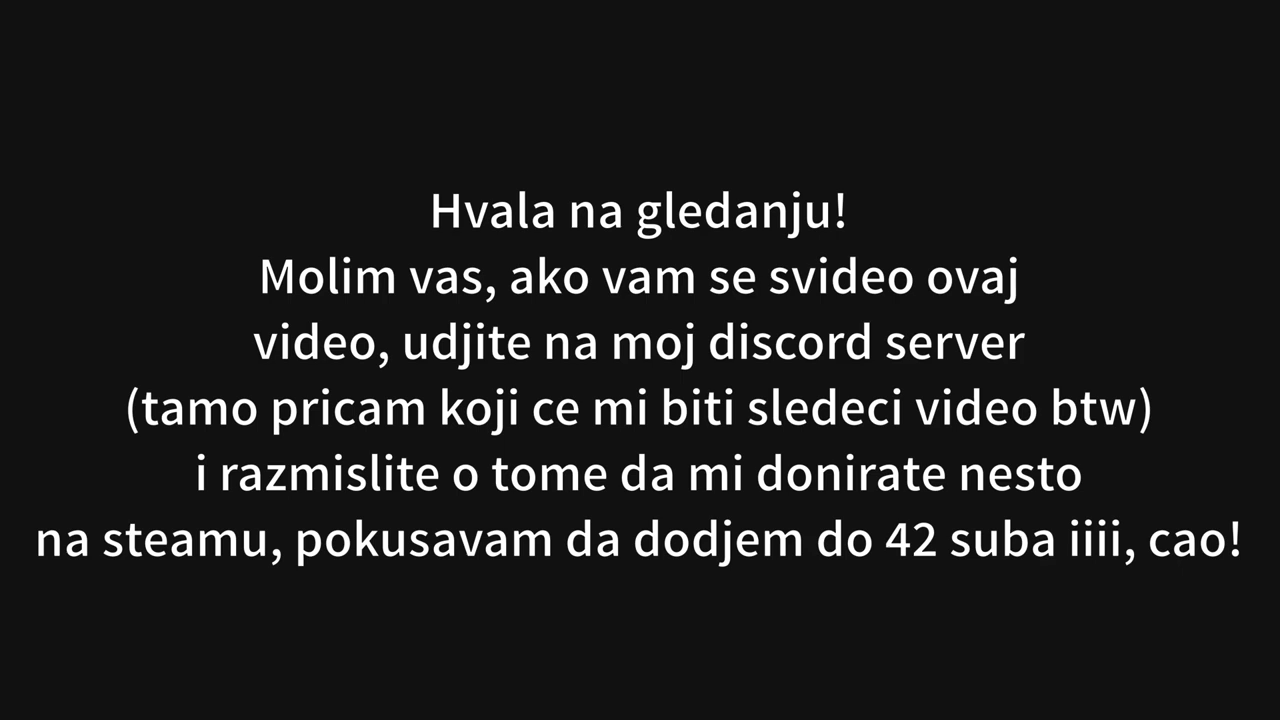 Hvala na gledanju!
Molim vas, ako vam se svideo ovaj
video, udjite na moj discord server
(tamo pricam koji ce mi biti sledeci video btw)
i razmislite o tome da mi donirate nesto
na steamu, pokusavam da dodjem do 42 suba iiii, cao!